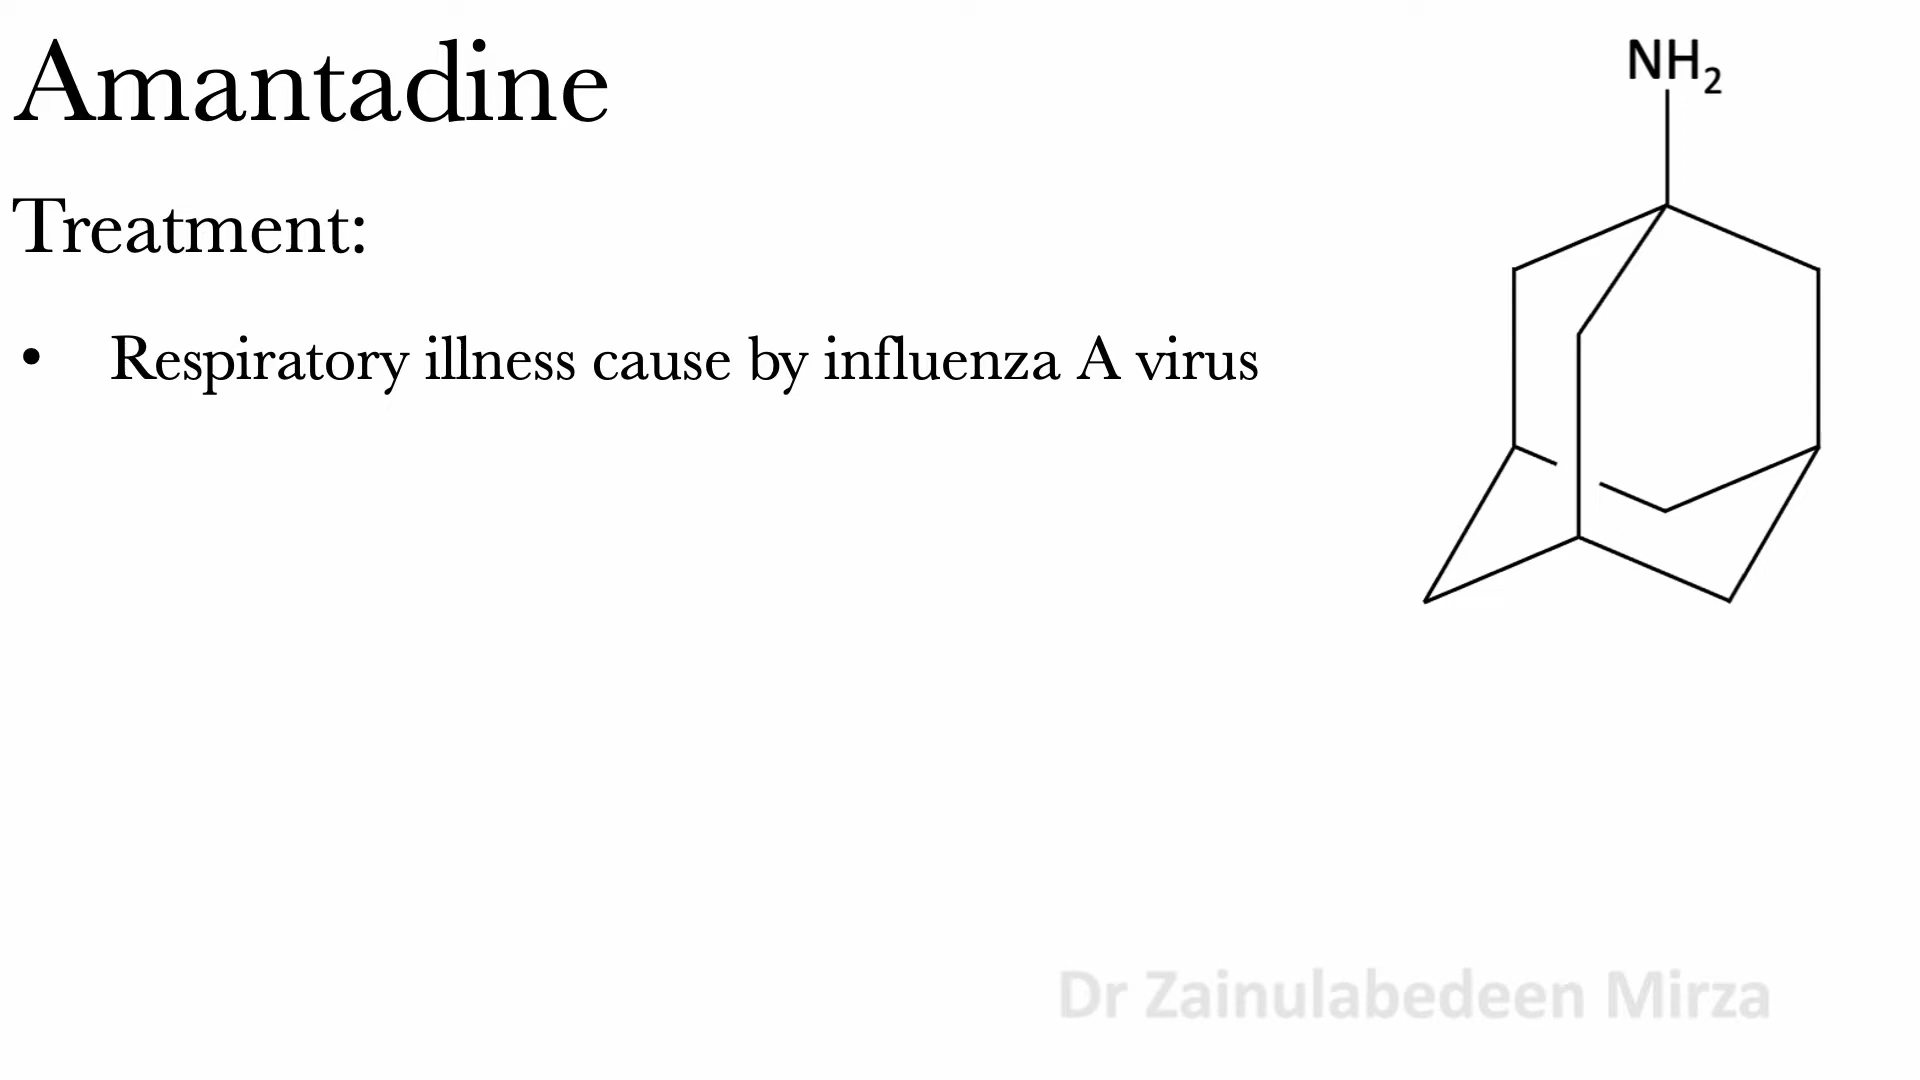 Amantadine
NH2
Treatment:
• Respiratory illness cause by influenza A virus
Dr Zainulabedeen Mirza